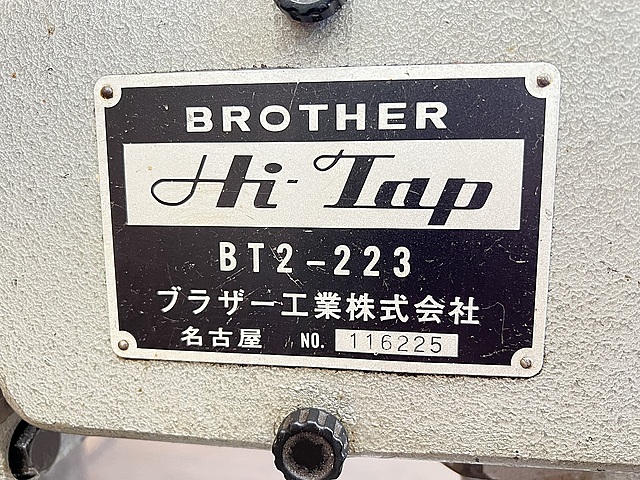 BROTHER
Hi-Tap
BT2-223
ブラザー工業株式会社
名古屋 NO. 116225